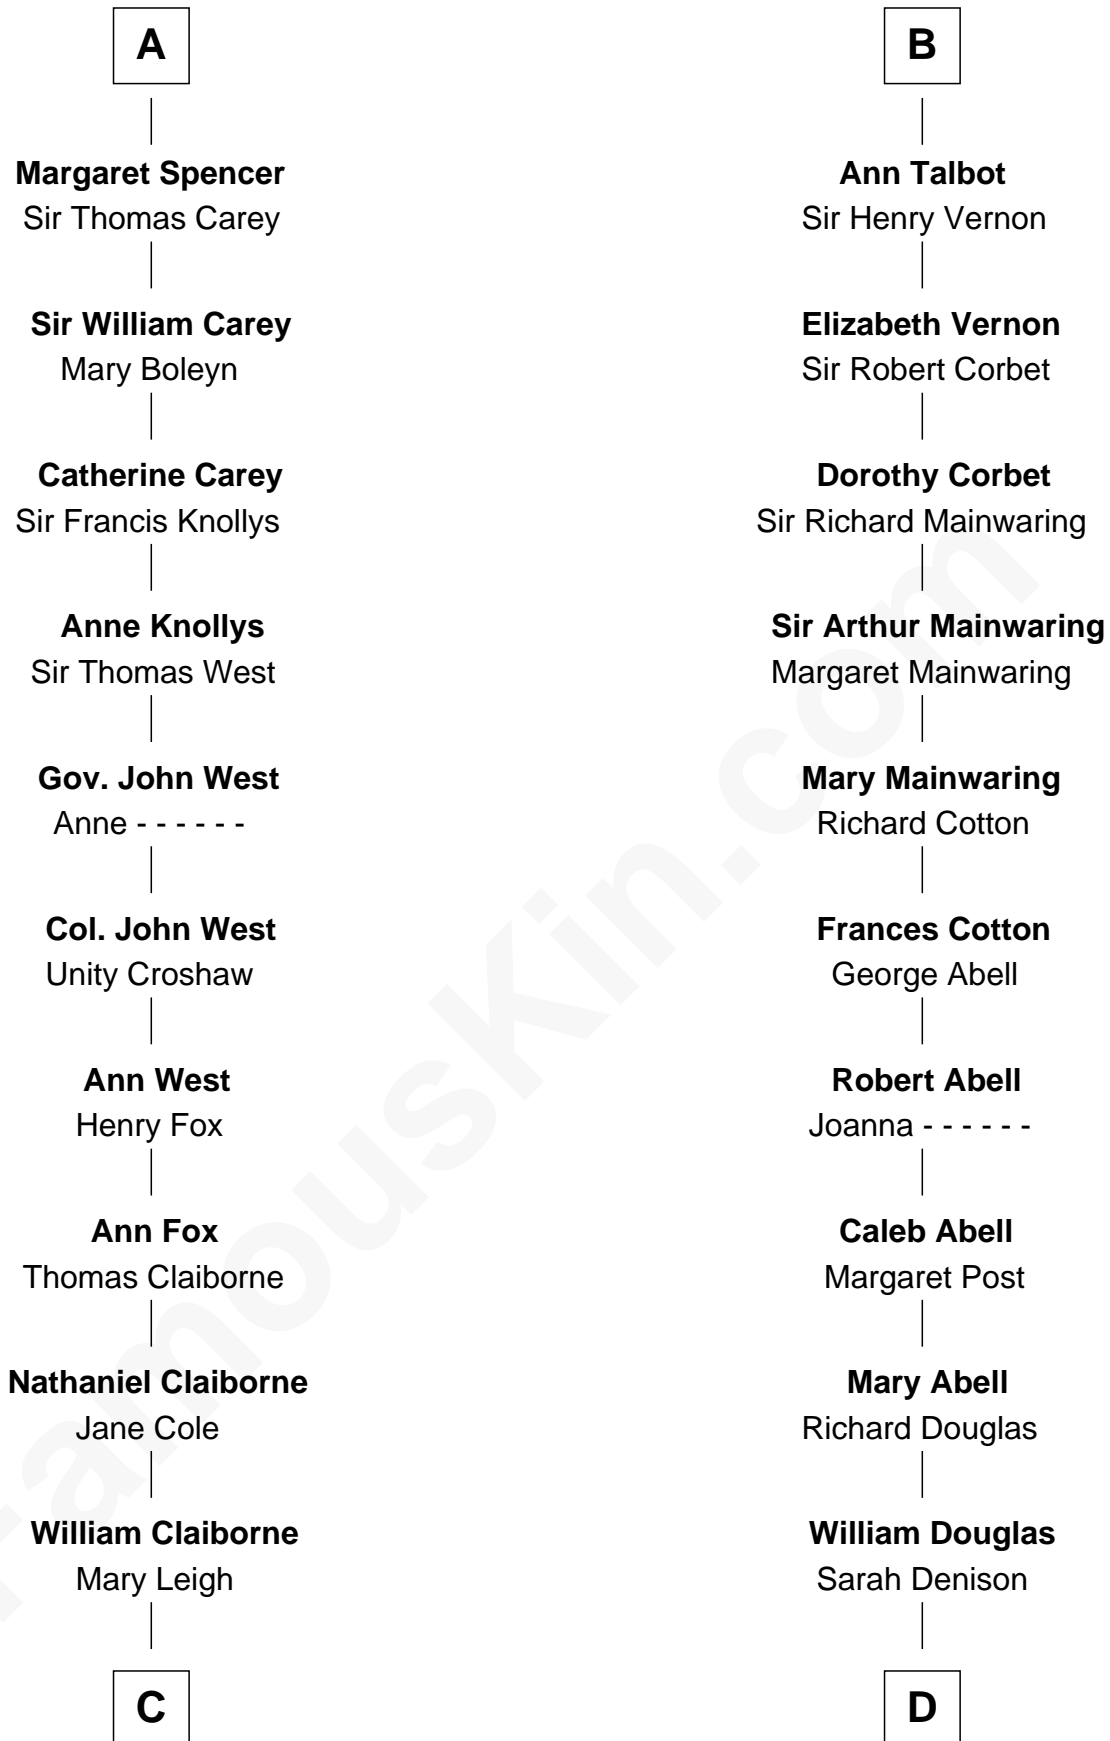 A
Margaret Spencer
Sir Thomas Carey
Sir William Carey
Mary Boleyn
Catherine Carey
Sir Francis Knollys
Anne Knollys
Sir Thomas West
Gov. John West
Anne - - - - - -
Col. John West
Unity Croshaw
Ann West
Henry Fox
Ann Fox
Thomas Claiborne
Nathaniel Claiborne
Jane Cole
William Claiborne
Mary Leigh
C
B
Ann Talbot
Sir Henry Vernon
Elizabeth Vernon
Sir Robert Corbet
Dorothy Corbet
Sir Richard Mainwaring
Sir Arthur Mainwaring
Margaret Mainwaring
Mary Mainwaring
Richard Cotton
Frances Cotton
George Abell
Robert Abell
Joanna - - - - - -
Caleb Abell
Margaret Post
Mary Abell
Richard Douglas
William Douglas
Sarah Denison
D
FamousKin.com